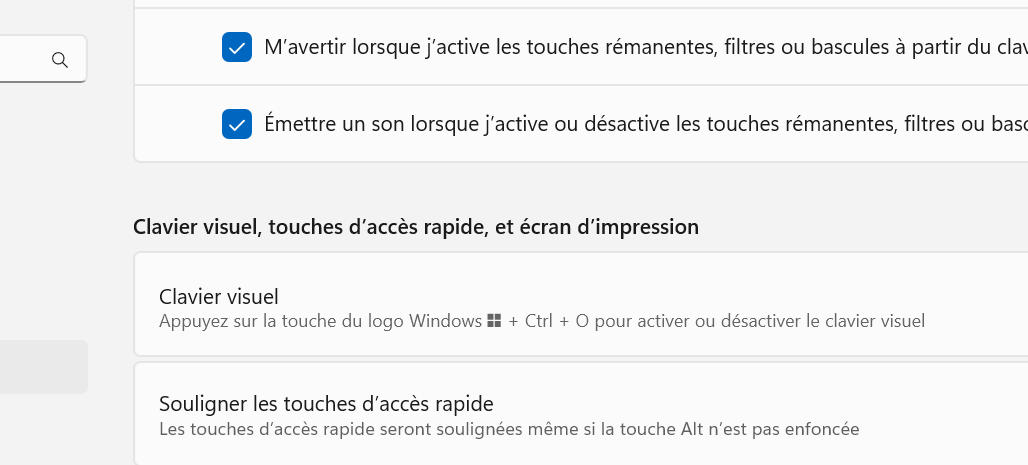 M’avertir lorsque j’active les touches rémanentes, filtres ou bascules à partir du
Émettre un son lorsque j’active ou désactive les touches rémanentes, filtres ou
Clavier visuel, touches d’accès rapide, et écran d’impression
Clavier visuel
Appuyez sur la touche du logo Windows + Ctrl + O pour activer ou désactiver le clavier visuel
Souligner les touches d’accès rapide
Les touches d’accès rapide seront soulignées même si la touche Alt n’est pas enfoncée